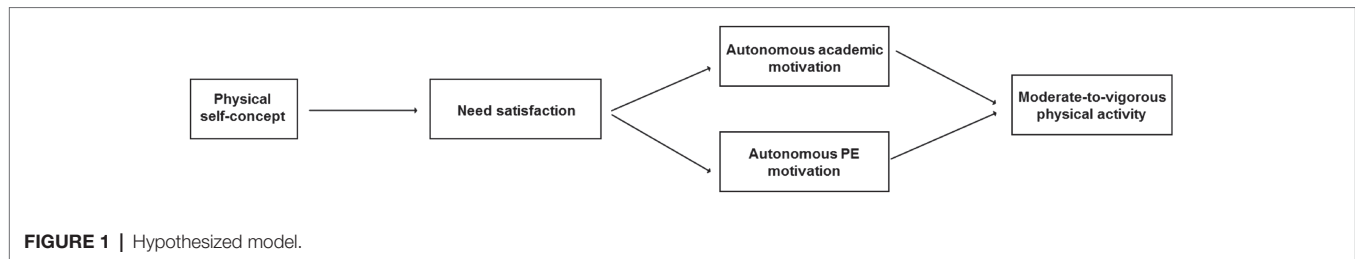 Physical
self-concept
Need satisfaction
Autonomous academic
motivation
Autonomous PE
motivation
Moderate-to-vigorous
physical activity
FIGURE 1 | Hypothesized model.